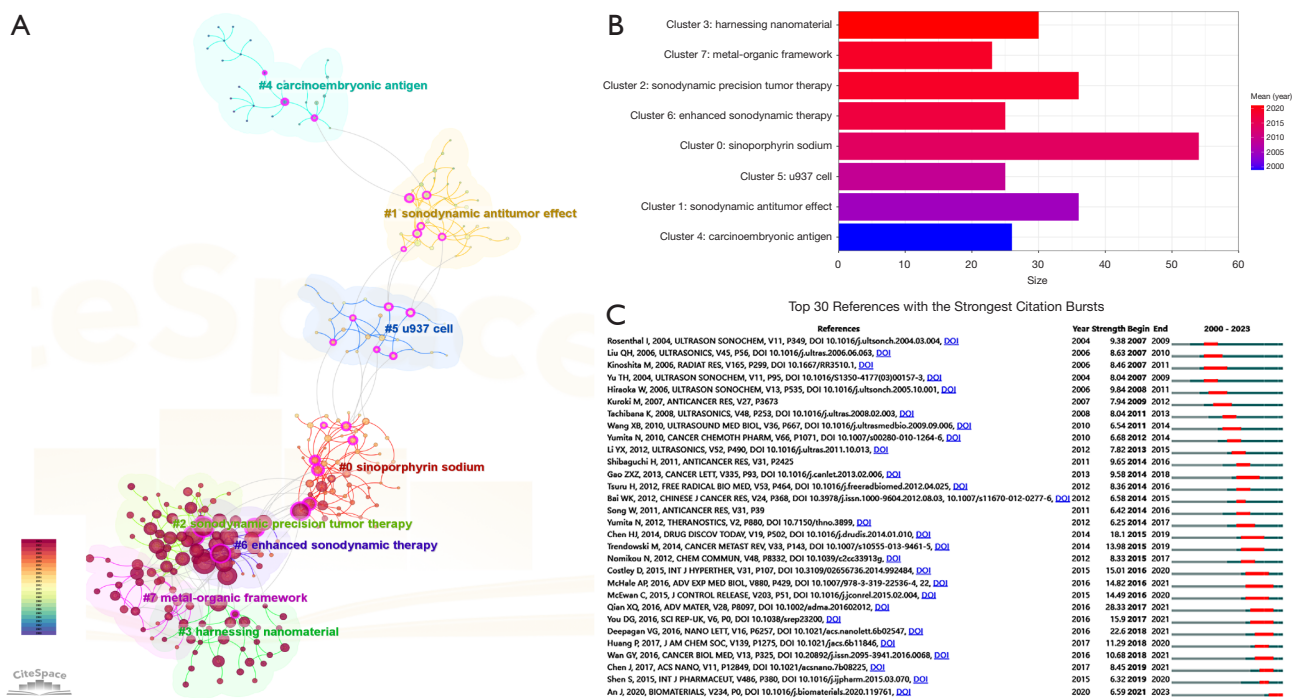 A
#4 carcinoembryonic antigen
#1 sonodynamic antitumor effect
#5 u937 cell
#0 sinoporphyrin sodium
#2 sonodynamic precision tumor therapy
#6 enhanced sonodynamic therapy
#7 metal-organic framework
#3 harnessing nanomaterial
CiteSpace
B
Cluster 3: harnessing nanomaterial
Cluster 7: metal-organic framework
Cluster 2: sonodynamic precision tumor therapy
Cluster 6: enhanced sonodynamic therapy
Cluster 0: sinoporphyrin sodium
Cluster 5: u937 cell
Cluster 1: sonodynamic antitumor effect
Cluster 4: carcinoembryonic antigen
0 10 20 30 40 50 60
Size
Mean (year)
2020
2015
2010
2005
2000
C
Top 30 References with the Strongest Citation Bursts
References Year Strength Begin End 2000 - 2023
Rosenthal I, 2004, ULTRASON SONOCHEM, V11, P349, DOI 10.1016/j.ultsonch.2004.03.004, DOI 2004 9.38 2007 2009
Liu QH, 2006, ULTRASONICS, V45, P56, DOI 10.1016/j.ultras.2006.06.063, DOI 2006 8.63 2007 2010
Kinoshita M, 2006, RADIAT RES, V165, P299, DOI 10.1667/RR3510.1, DOI 2006 8.46 2007 2011
Yu TH, 2004, ULTRASON SONOCHEM, V11, P95, DOI 10.1016/S1350-4177(03)00157-3, DOI 2004 8.04 2007 2009
Hiraoka W, 2006, ULTRASON SONOCHEM, V13, P535, DOI 10.1016/j.ultsonch.2005.10.001, DOI 2006 9.84 2008 2011
Kuroki M, 2007, ANTICANCER RES, V27, P3673 2007 7.94 2009 2012
Tachibana K, 2008, ULTRASONICS, V48, P253, DOI 10.1016/j.ultras.2008.02.003, DOI 2008 8.04 2011 2013
Wang XB, 2010, ULTRASOUND MED BIOL, V36, P667, DOI 10.1016/j.ultrasmedbio.2009.09.006, DOI 2010 6.54 2011 2014
Yumita N, 2010, CANCER CHEMOTH PHARM, V66, P1071, DOI 10.1007/s00280-010-1264-6, DOI 2010 6.68 2012 2014
Li YX, 2012, ULTRASONICS, V52, P490, DOI 10.1016/j.ultras.2011.10.013, DOI 2012 7.82 2013 2015
Shibaguchi H, 2011, ANTICANCER RES, V31, P2425 2011 9.65 2014 2016
Gao ZXZ, 2013, CANCER LETT, V335, P93, DOI 10.1016/j.canlet.2013.02.006, DOI 2013 9.58 2014 2018
Tsuru H, 2012, FREE RADICAL BIO MED, V53, P464, DOI 10.1016/j.freeradbiomed.2012.04.025, DOI 2012 8.36 2014 2016
Bai WK, 2012, CHINESE J CANCER RES, V24, P368, DOI 10.3978/j.issn.1000-9604.2012.08.03, 10.1007/s11670-012-0277-6, DOI 2012 6.58 2014 2015
Song W, 2011, ANTICANCER RES, V31, P39 2011 6.42 2014 2016
Yumita N, 2012, THERANOSTICS, V2, P880, DOI 10.7150/thno.3899, DOI 2012 6.25 2014 2017
Chen HJ, 2014, DRUG DISCOV TODAY, V19, P502, DOI 10.1016/j.drudis.2014.01.010, DOI 2014 18.1 2015 2019
Trendowski M, 2014, CANCER METAST REV, V33, P143, DOI 10.1007/s10555-013-9461-5, DOI 2014 13.98 2015 2019
Nomikou N, 2012, CHEM COMMUN, V48, P8332, DOI 10.1039/c2cc33913g, DOI 2012 8.33 2015 2017
Costley D, 2015, INT J HYPERTHER, V31, P107, DOI 10.3109/02656736.2014.992484, DOI 2015 15.01 2016 2020
McHale AP, 2016, ADV EXP MED BIOL, V880, P429, DOI 10.1007/978-3-319-22536-4, 22, DOI 2016 14.82 2016 2021
McEwan C, 2015, J CONTROL RELEASE, V203, P51, DOI 10.1016/j.jconrel.2015.02.004, DOI 2015 14.49 2016 2020
Qian XQ, 2016, ADV MATER, V28, P8097, DOI 10.1002/adma.201602012, DOI 2016 28.33 2017 2021
You DG, 2016, SCI REP-UK, V6, P0, DOI 10.1038/srep23200, DOI 2016 15.9 2017 2021
Deepagan VG, 2016, NANO LETT, V16, P6257, DOI 10.1021/acs.nanolett.6b02547, DOI 2016 22.6 2018 2021
Huang P, 2017, J AM CHEM SOC, V139, P1275, DOI 10.1021/jacs.6b11846, DOI 2017 11.29 2018 2020
Wan GY, 2016, CANCER BIOL MED, V13, P325, DOI 10.20892/j.issn.2095-3941.2016.0068, DOI 2016 10.68 2018 2021
Chen J, 2017, ACS NANO, V11, P12849, DOI 10.1021/acsnano.7b08225, DOI 2017 8.45 2019 2021
Shen S, 2015, INT J PHARMACEUT, V486, P380, DOI 10.1016/j.ijpharm.2015.03.070, DOI 2015 6.32 2019 2020
An J, 2020, BIOMATERIALS, V234, P0, DOI 10.1016/j.biomaterials.2020.119761, DOI 2020 6.59 2021 2023